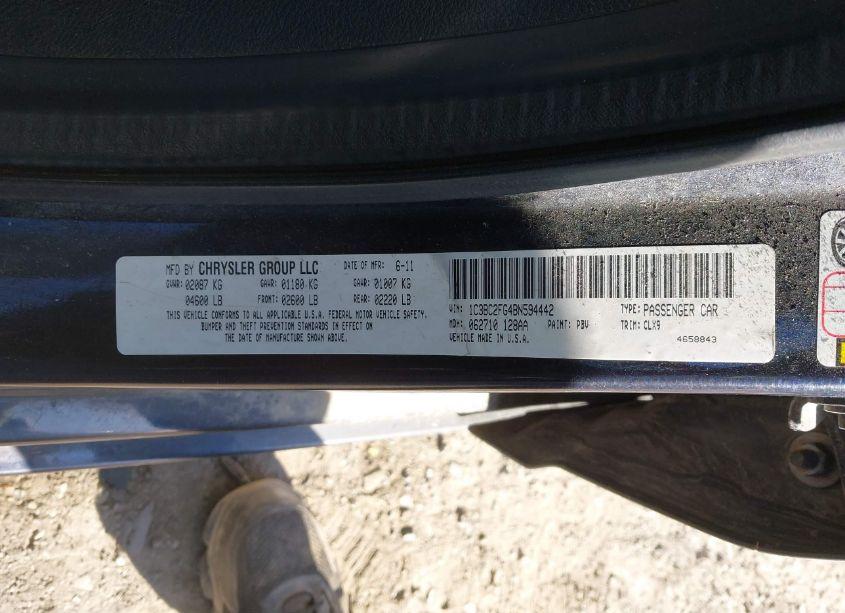 MFD BY CHRYSLER GROUP LLC DATE OF MFR: 6-11
GVWR: 02087 KG GAWR: 01180 KG GAWR: 01007 KG
04600 LB FRONT: 02600 LB REAR: 02220 LB
THIS VEHICLE CONFORMS TO ALL APPLICABLE U.S.A. FEDERAL MOTOR VEHICLE SAFETY,
BUMPER AND THEFT PREVENTION STANDARDS IN EFFECT ON
THE DATE OF MANUFACTURE SHOWN ABOVE.
VIN: 1C3BC2FG4BN594442 TYPE: PASSENGER CAR
MDH: 062710 128AA PAINT: PBV TRIM: CLX9
VEHICLE MADE IN U.S.A. 4658843